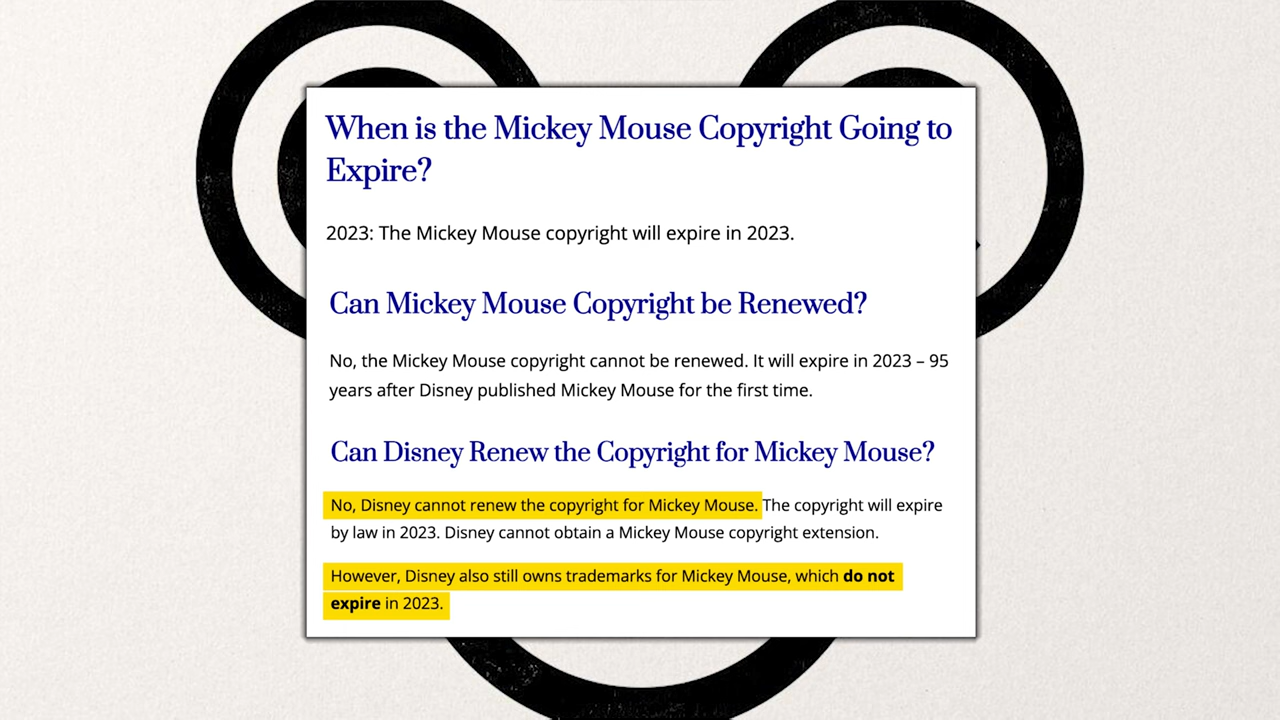 When is the Mickey Mouse Copyright Going to
Expire?
2023: The Mickey Mouse copyright will expire in 2023.
Can Mickey Mouse Copyright be Renewed?
No, the Mickey Mouse copyright cannot be renewed. It will expire in 2023 – 95
years after Disney published Mickey Mouse for the first time.
Can Disney Renew the Copyright for Mickey Mouse?
No, Disney cannot renew the copyright for Mickey Mouse. The copyright will expire
by law in 2023. Disney cannot obtain a Mickey Mouse copyright extension.
However, Disney also still owns trademarks for Mickey Mouse, which do not
expire in 2023.